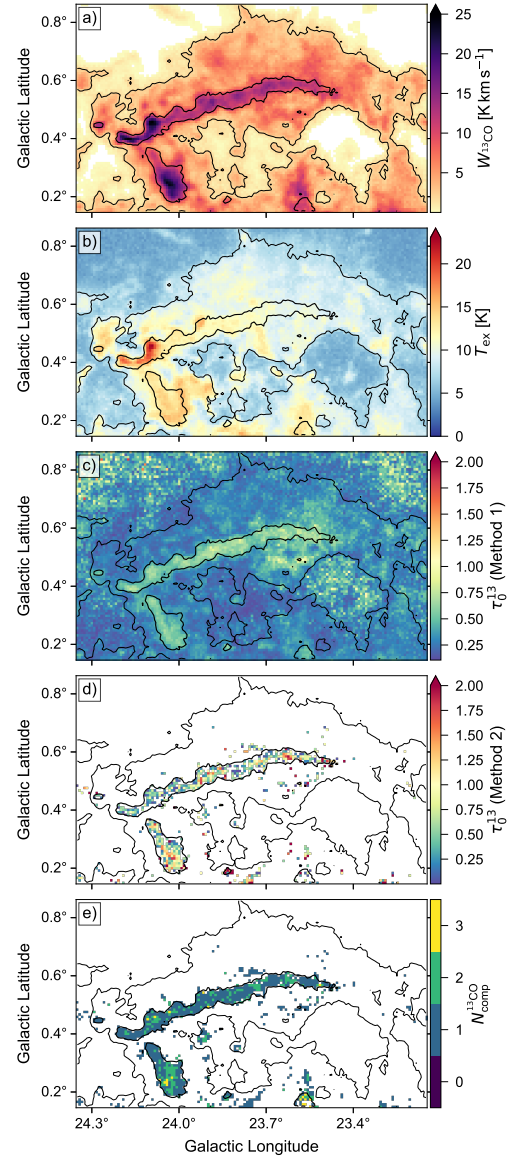 a)
Galactic Latitude
0.8°
0.6°
0.4°
0.2°
25
20
15
10
5
W¹³CO [K km s⁻¹]
b)
Galactic Latitude
0.8°
0.6°
0.4°
0.2°
20
15
10
5
0
Tex [K]
c)
Galactic Latitude
0.8°
0.6°
0.4°
0.2°
2.00
1.75
1.50
1.25
1.00
0.75
0.50
0.25
τ₀¹³ (Method 1)
d)
Galactic Latitude
0.8°
0.6°
0.4°
0.2°
2.00
1.75
1.50
1.25
1.00
0.75
0.50
0.25
τ₀¹³ (Method 2)
e)
Galactic Latitude
0.8°
0.6°
0.4°
0.2°
3
2
1
0
N¹³CO comp
24.3° 24.0° 23.7° 23.4°
Galactic Longitude